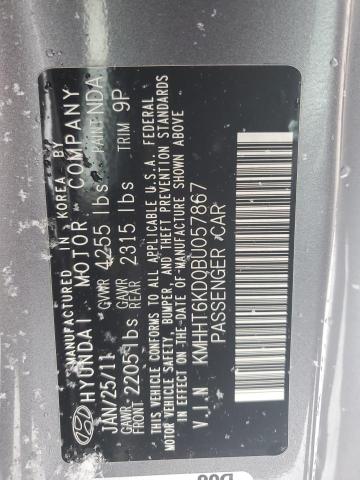 MANUFACTURED IN KOREA BY
HYUNDAI MOTOR COMPANY
JAN/25/11 GVWR 4255 lbs PAINT NDA
GAWR FRONT 2205 lbs GAWR REAR 2315 lbs TRIM 9P
THIS VEHICLE CONFORMS TO ALL APPLICABLE U.S.A. FEDERAL
MOTOR VEHICLE SAFETY, BUMPER, AND THEFT PREVENTION STANDARDS
IN EFFECT ON THE DATE OF MANUFACTURE SHOWN ABOVE
V.I.N KMHHT6KD0BU057867
PASSENGER CAR